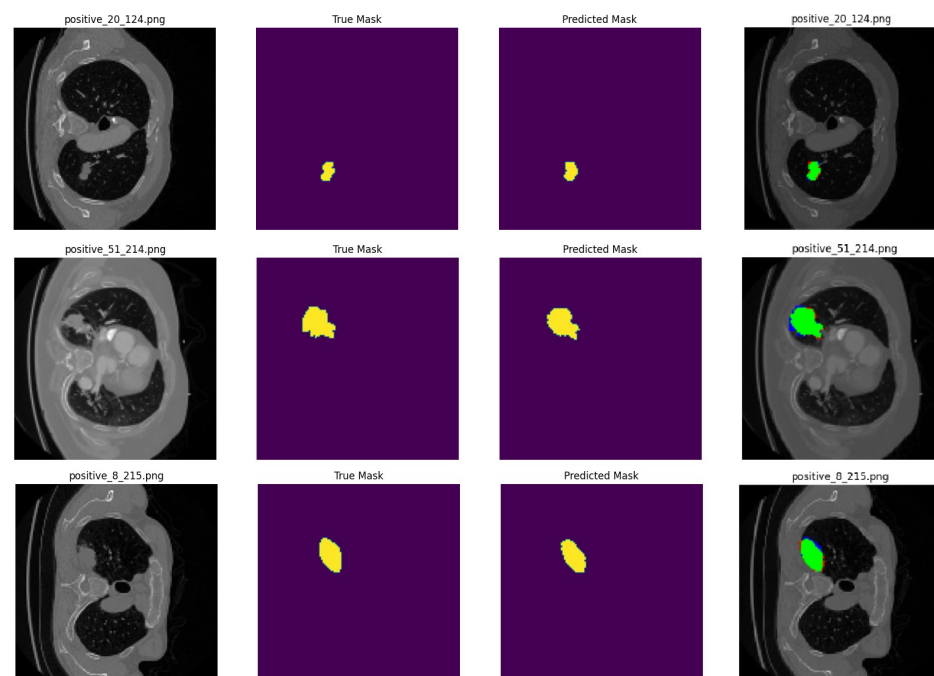 positive_20_124.png
True Mask
Predicted Mask
positive_20_124.png
positive_51_214.png
True Mask
Predicted Mask
positive_51_214.png
positive_8_215.png
True Mask
Predicted Mask
positive_8_215.png